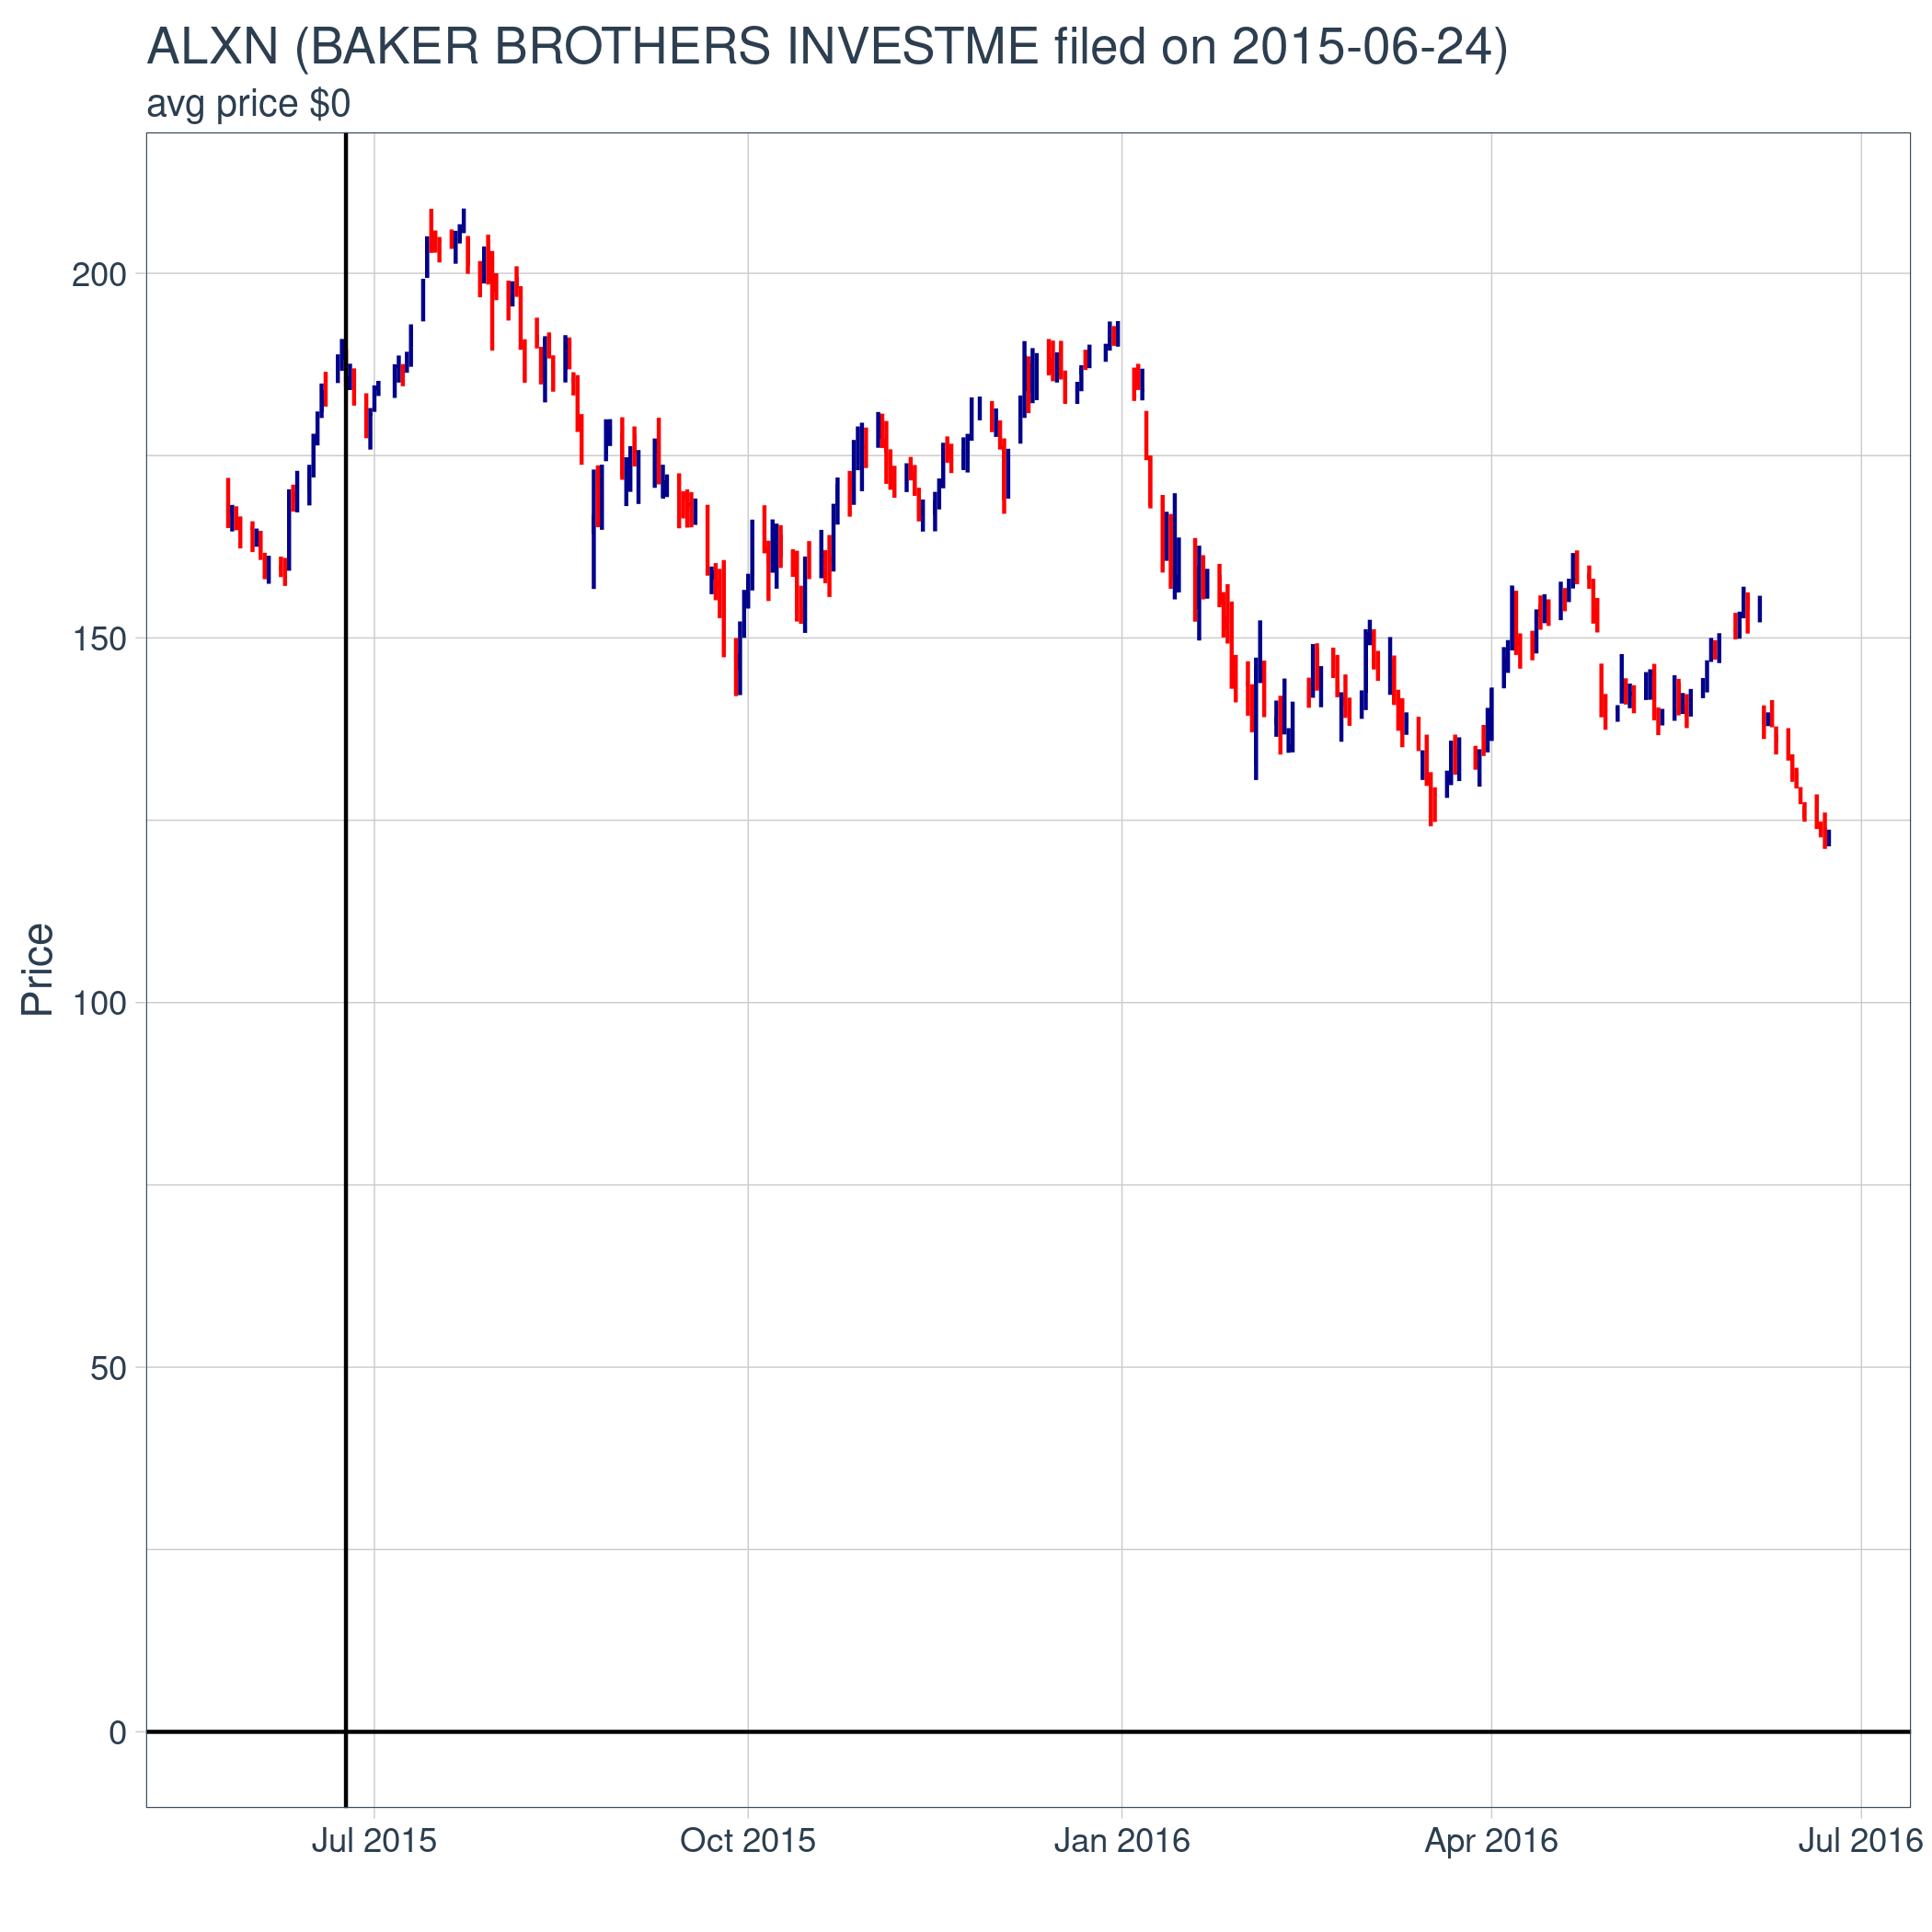 ALXN (BAKER BROTHERS INVESTME filed on 2015-06-24)
avg price $0
Price
200
150
100
50
0
Jul 2015
Oct 2015
Jan 2016
Apr 2016
Jul 2016